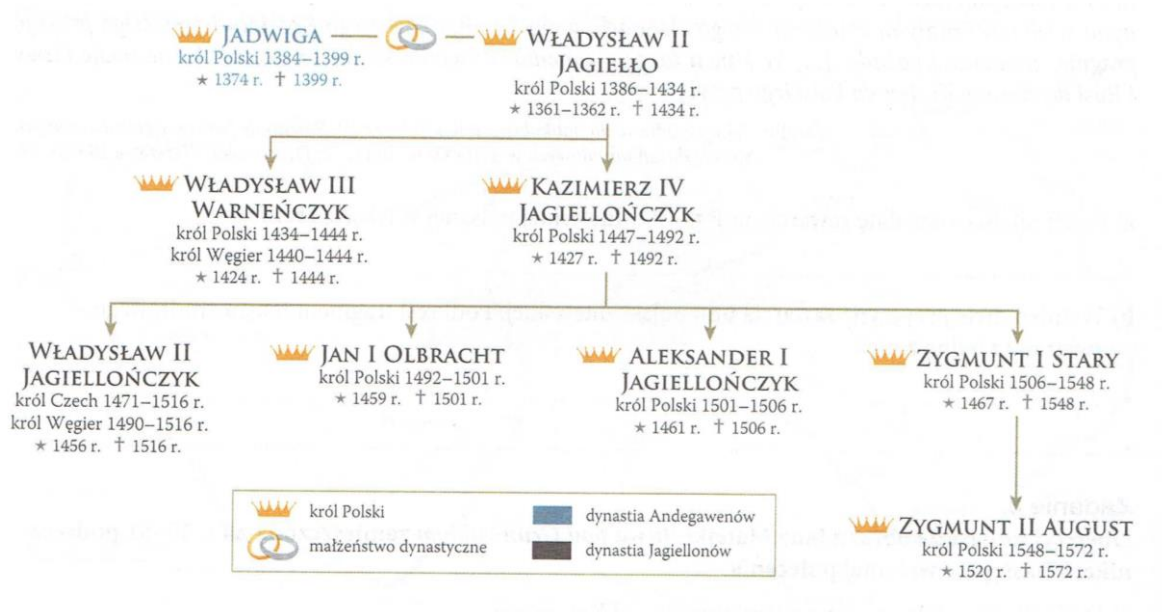 JADWIGA
król Polski 1384–1399 r.
★ 1374 r. † 1399 r.
WŁADYSŁAW II
JAGIEŁŁO
król Polski 1386–1434 r.
★ 1361–1362 r. † 1434 r.
WŁADYSŁAW III
WARNEŃCZYK
król Polski 1434–1444 r.
król Węgier 1440–1444 r.
★ 1424 r. † 1444 r.
KAZIMIERZ IV
JAGIELLOŃCZYK
król Polski 1447–1492 r.
★ 1427 r. † 1492 r.
WŁADYSŁAW II
JAGIELLOŃCZYK
król Czech 1471–1516 r.
król Węgier 1490–1516 r.
★ 1456 r. † 1516 r.
JAN I OLBRACHT
król Polski 1492–1501 r.
★ 1459 r. † 1501 r.
ALEKSANDER I
JAGIELLOŃCZYK
król Polski 1501–1506 r.
★ 1461 r. † 1506 r.
ZYGMUNT I STARY
król Polski 1506–1548 r.
★ 1467 r. † 1548 r.
ZYGMUNT II AUGUST
król Polski 1548–1572 r.
★ 1520 r. † 1572 r.
król Polski
małżeństwo dynastyczne
dynastia Andegawenów
dynastia Jagiellonów